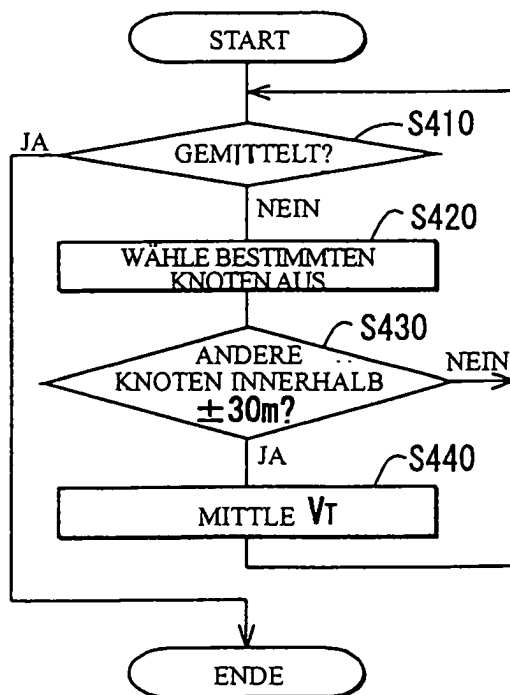 START
S410
JA
GEMITTELT?
NEIN
S420
WÄHLE BESTIMMTEN
KNOTEN AUS
S430
ANDERE
KNOTEN INNERHALB
±30m?
NEIN
JA
S440
MITTLE VT
ENDE